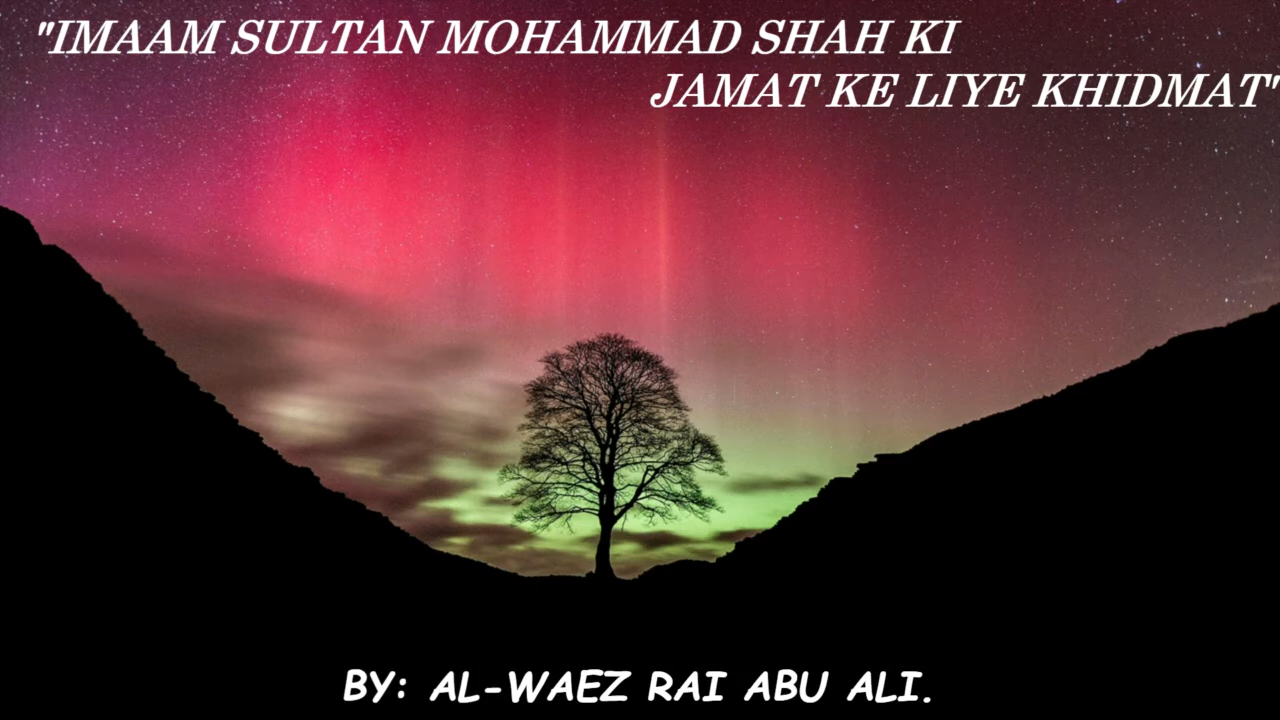 "IMAAM SULTAN MOHAMMAD SHAH KI
JAMAT KE LIYE KHIDMAT"
BY: AL-WAEZ RAI ABU ALI.